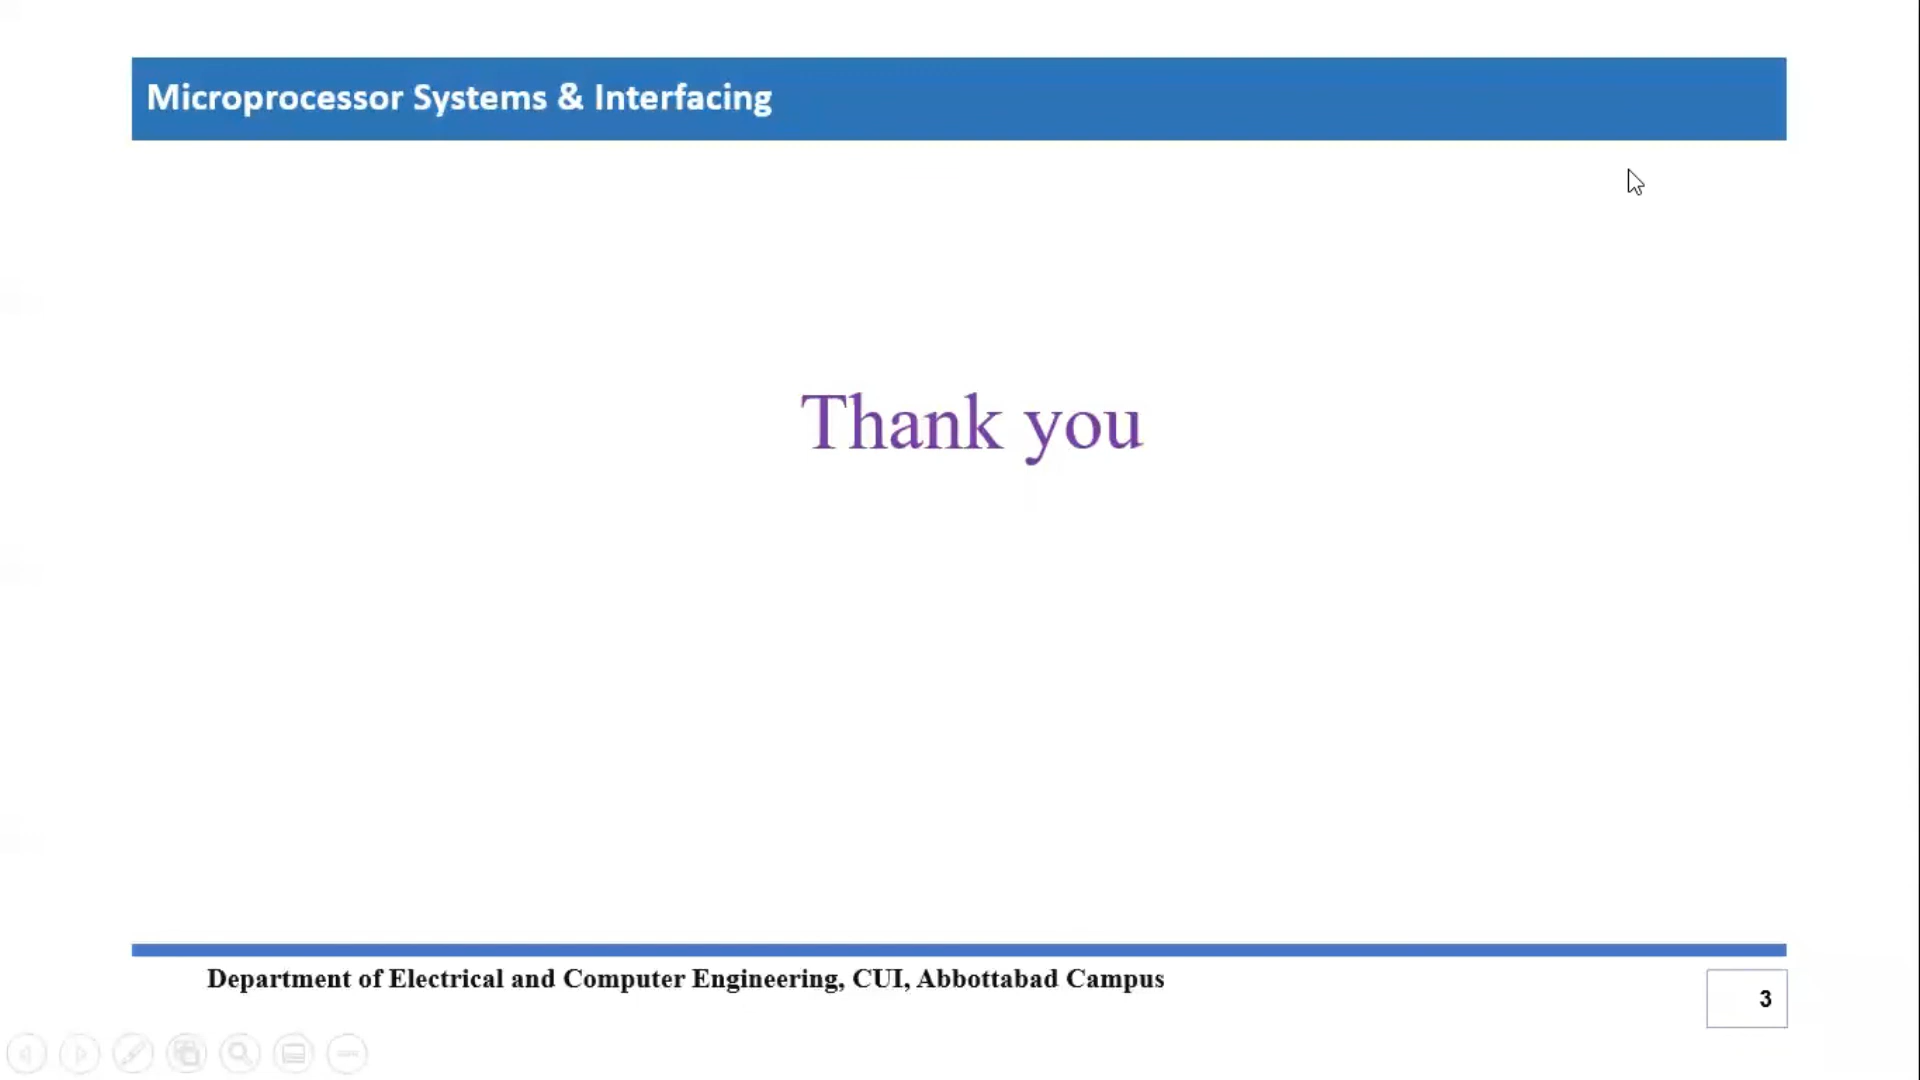 Microprocessor Systems & Interfacing
Thank you
Department of Electrical and Computer Engineering, CUI, Abbottabad Campus
3